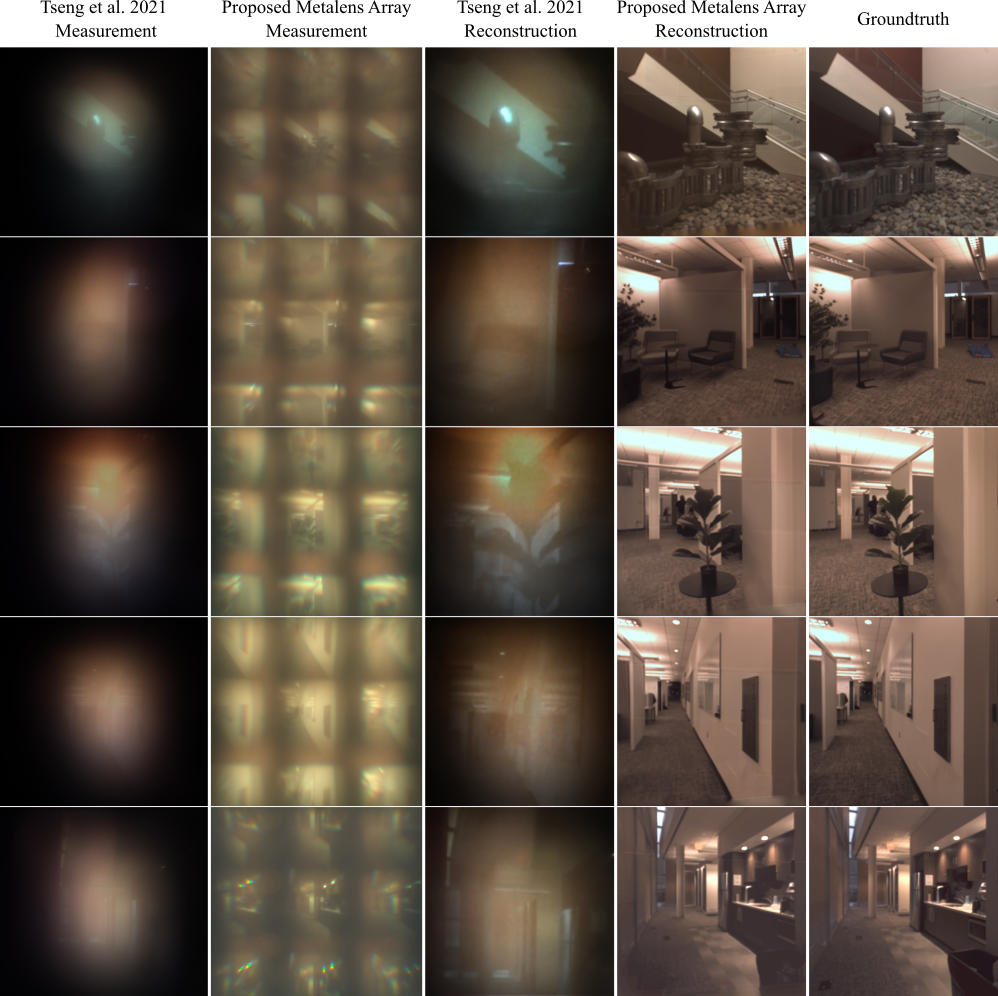 Tseng et al. 2021
Measurement
Proposed Metalens Array
Measurement
Tseng et al. 2021
Reconstruction
Proposed Metalens Array
Reconstruction
Groundtruth